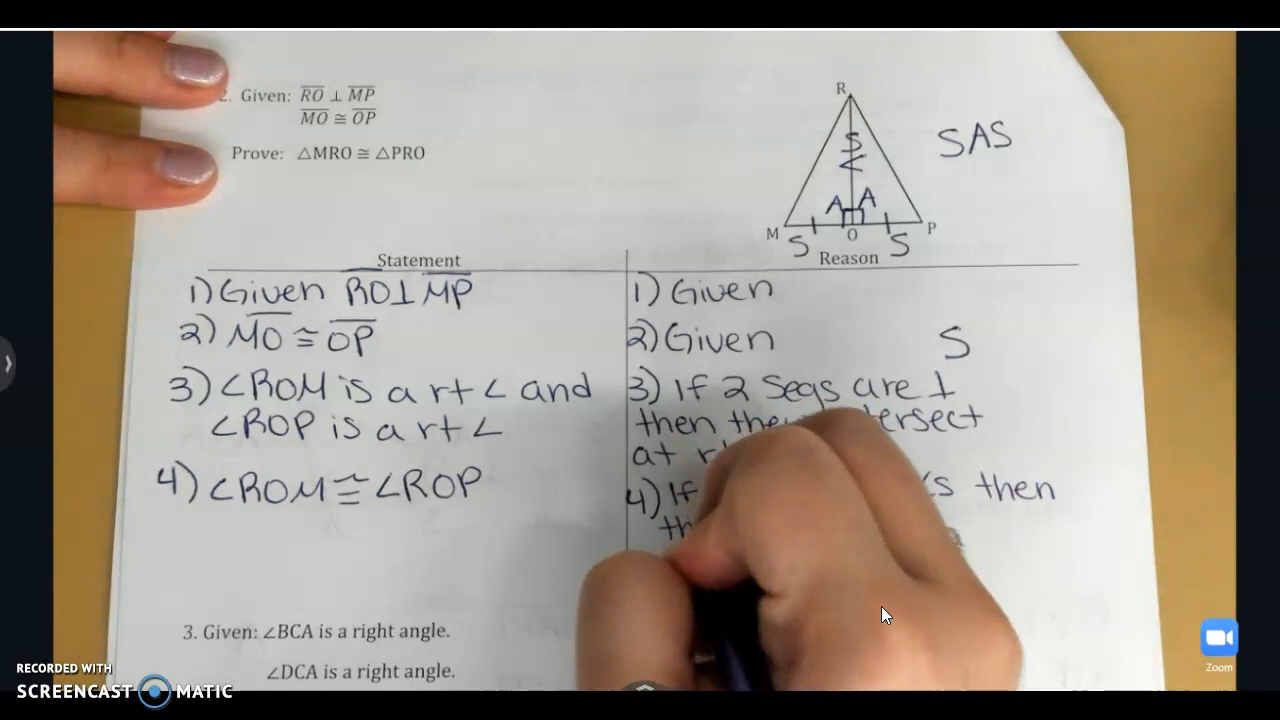 2. Given: RO ⊥ MP
MO ≅ OP
Prove: △MRO ≅ △PRO
R
S
SAS
A A
M O P
S S
Statement Reason
1) Given RO ⊥ MP 1) Given
2) MO ≅ OP 2) Given S
3) ∠ROM is a rt ∠ and 3) If 2 segs are ⊥
∠ROP is a rt ∠ then
at
4) ∠ROM ≅ ∠ROP 4) If then
3. Given: ∠BCA is a right angle.
∠DCA is a right angle.
Zoom
RECORDED WITH
SCREENCAST MATIC